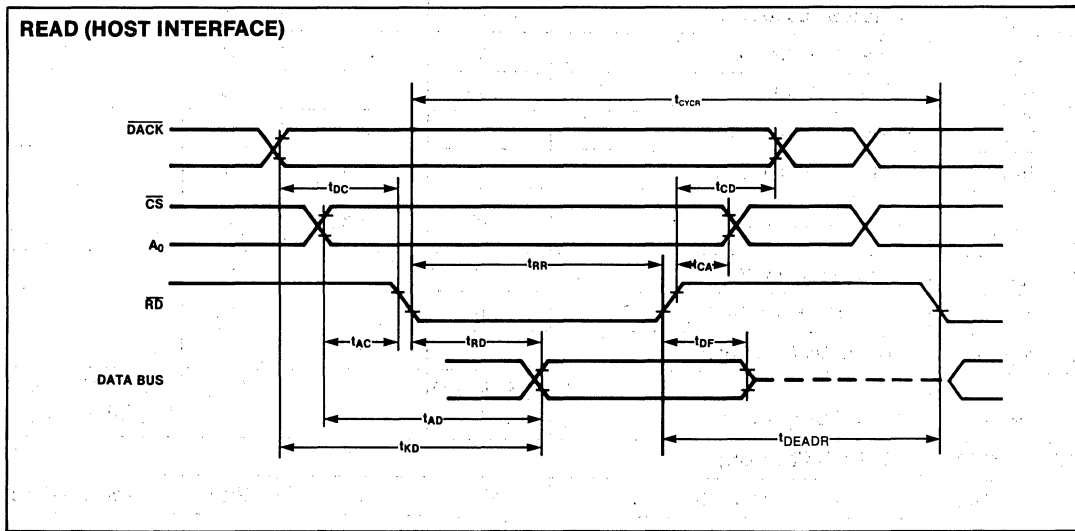 READ (HOST INTERFACE)
tCYCR
DACK
tDC
tCD
CS
A0
tRR
tCA
RD
tAC
tRD
tDF
DATA BUS
tAD
tKD
tDEADR